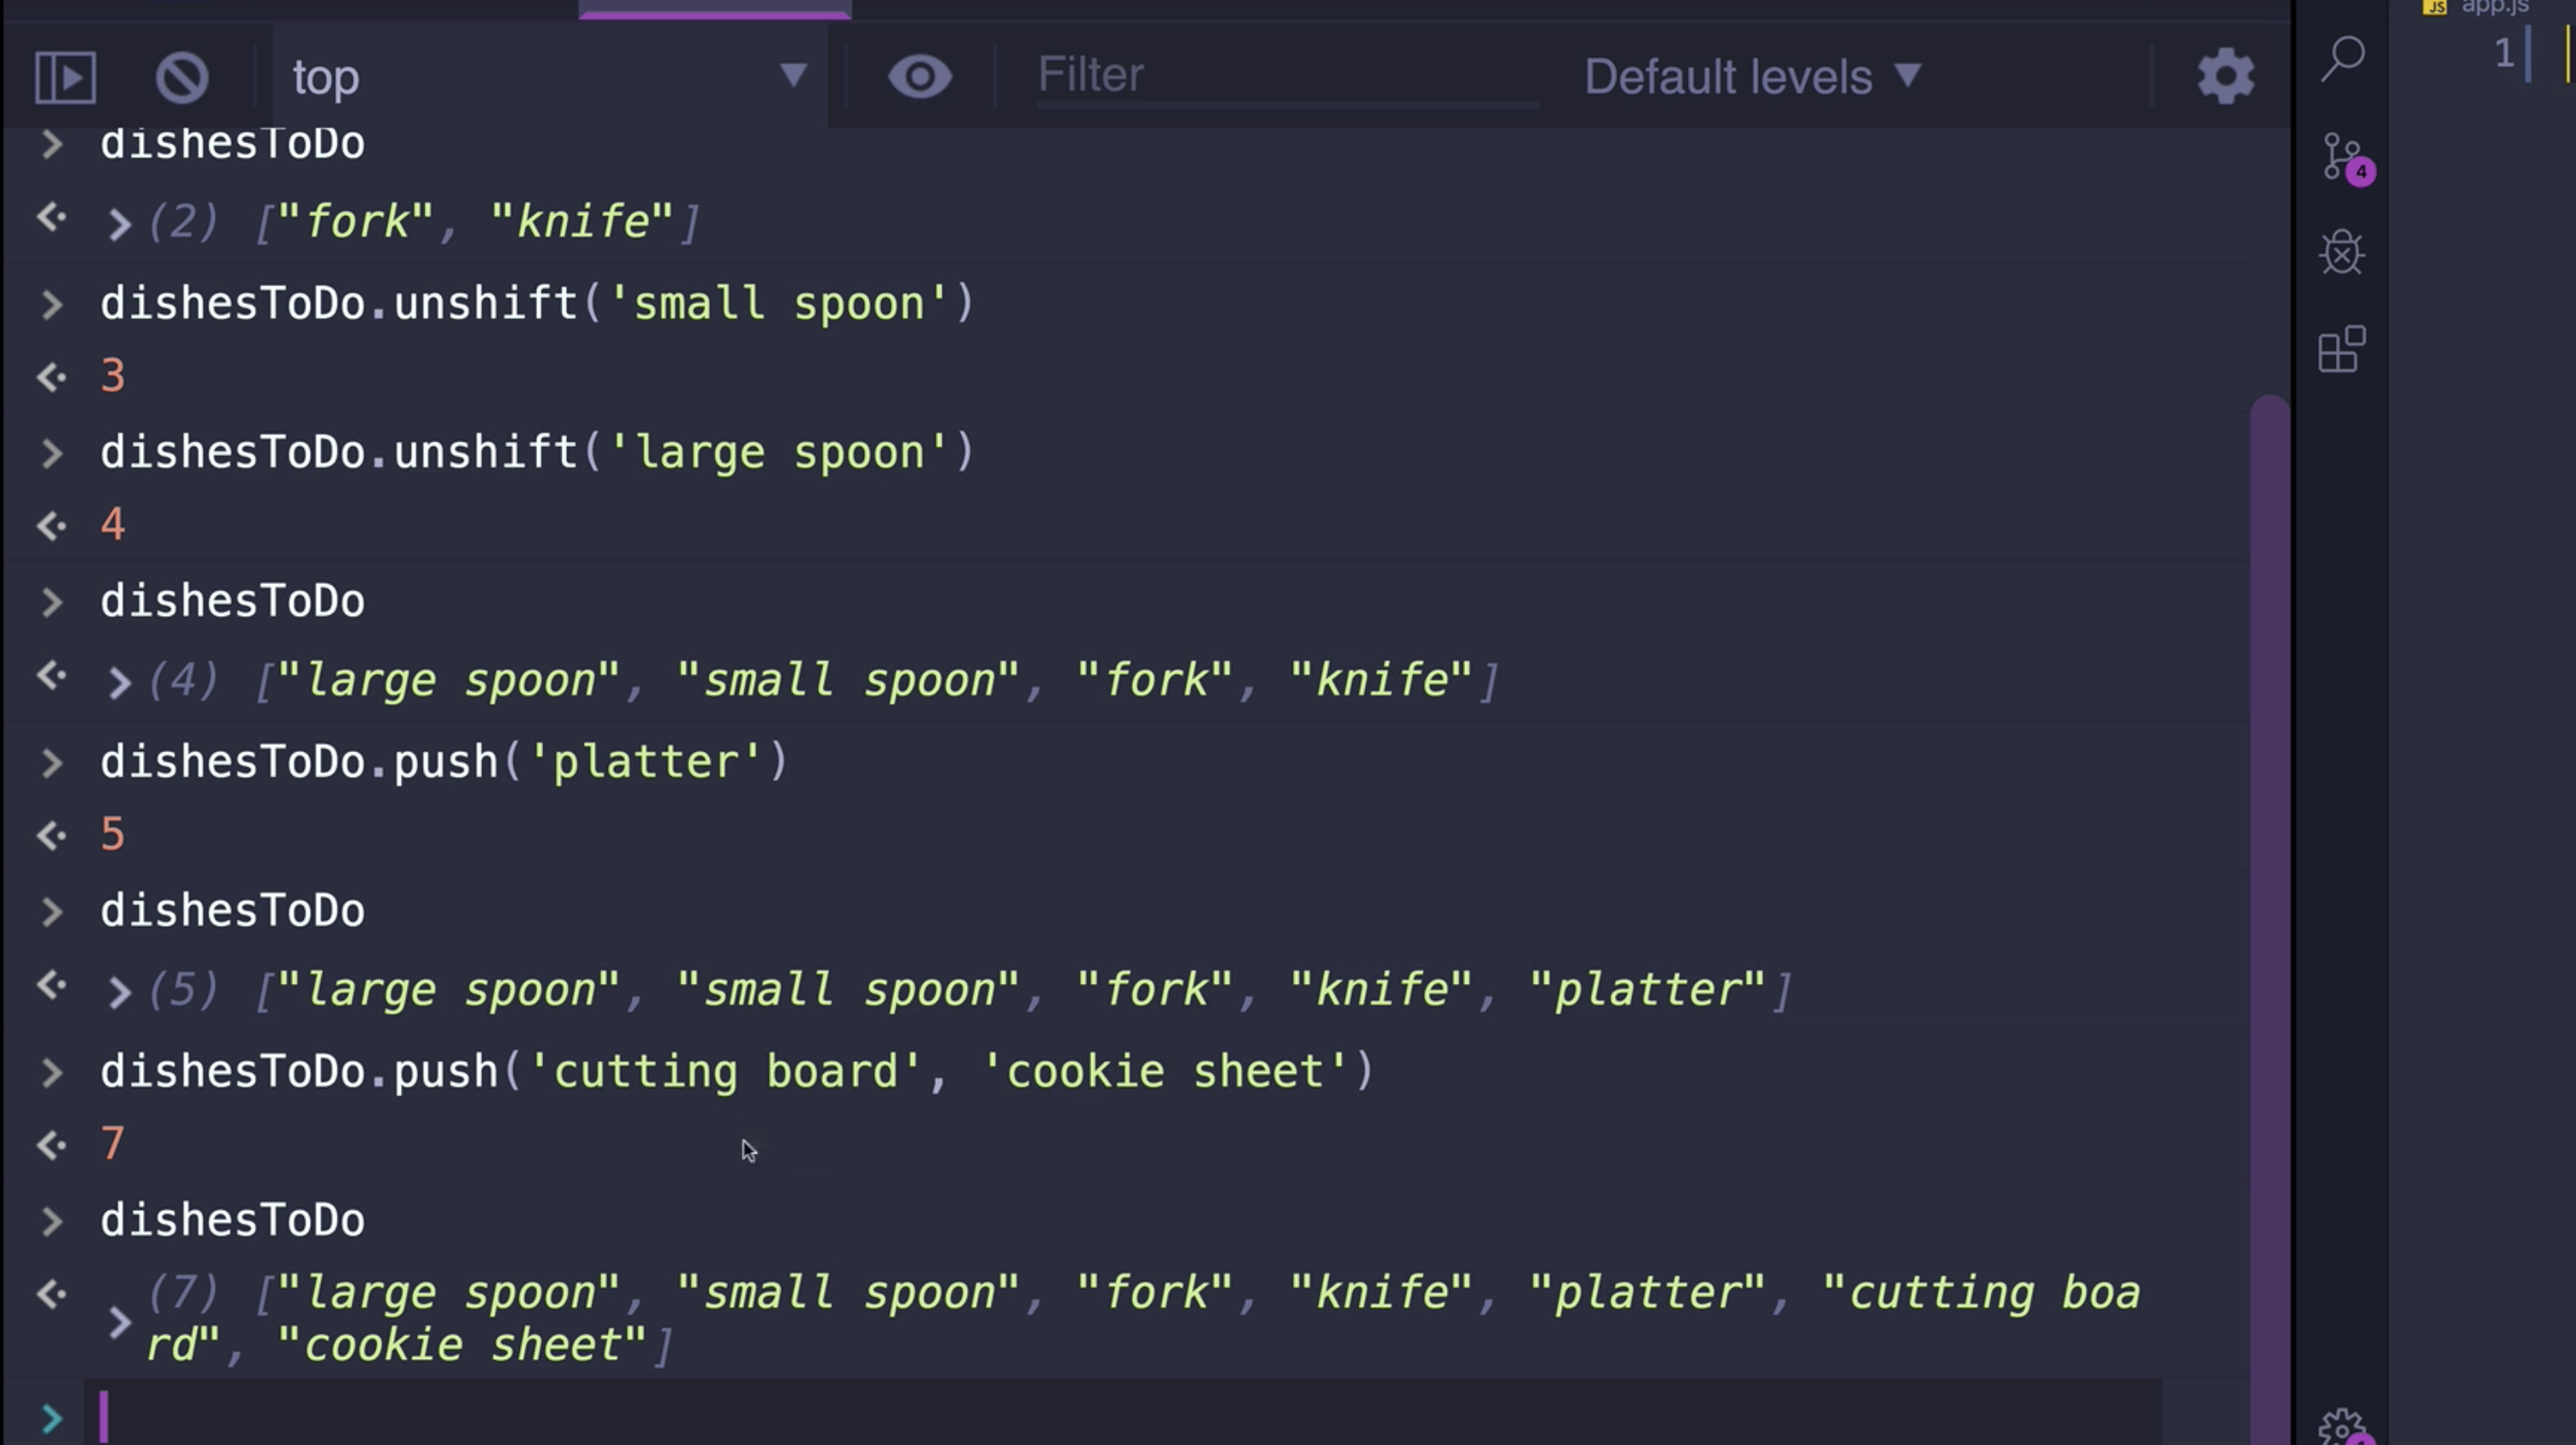 app.js
top
Filter
Default levels
1
> dishesToDo
4
(2) ["fork", "knife"]
> dishesToDo.unshift('small spoon')
3
> dishesToDo.unshift('large spoon')
4
> dishesToDo
(4) ["large spoon", "small spoon", "fork", "knife"]
> dishesToDo.push('platter')
5
> dishesToDo
(5) ["large spoon", "small spoon", "fork", "knife", "platter"]
> dishesToDo.push('cutting board', 'cookie sheet')
7
> dishesToDo
(7) ["large spoon", "small spoon", "fork", "knife", "platter", "cutting boa
rd", "cookie sheet"]